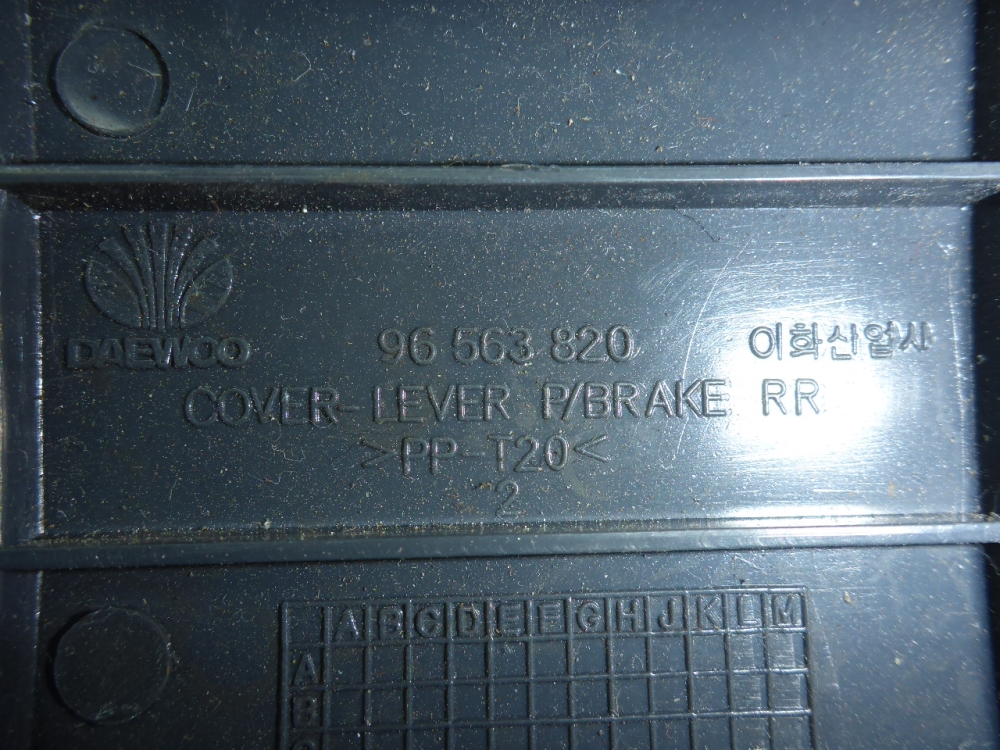 DAEWOO 96 563 820 이화산업사
COVER-LEVER P/BRAKE RR
>PP-T20<
2
A B C D E F G H J K L M
A
B